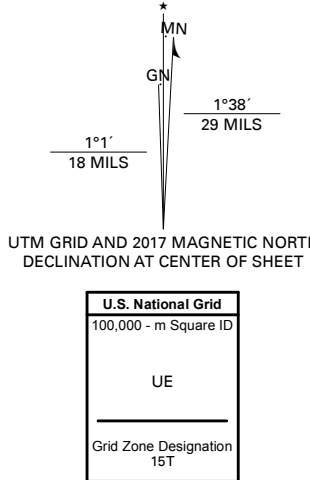 ★
MN
GN
1°38´
29 MILS
1°1´
18 MILS
UTM GRID AND 2017 MAGNETIC NORTH
DECLINATION AT CENTER OF SHEET
U.S. National Grid
100,000 - m Square ID
UE
Grid Zone Designation
15T